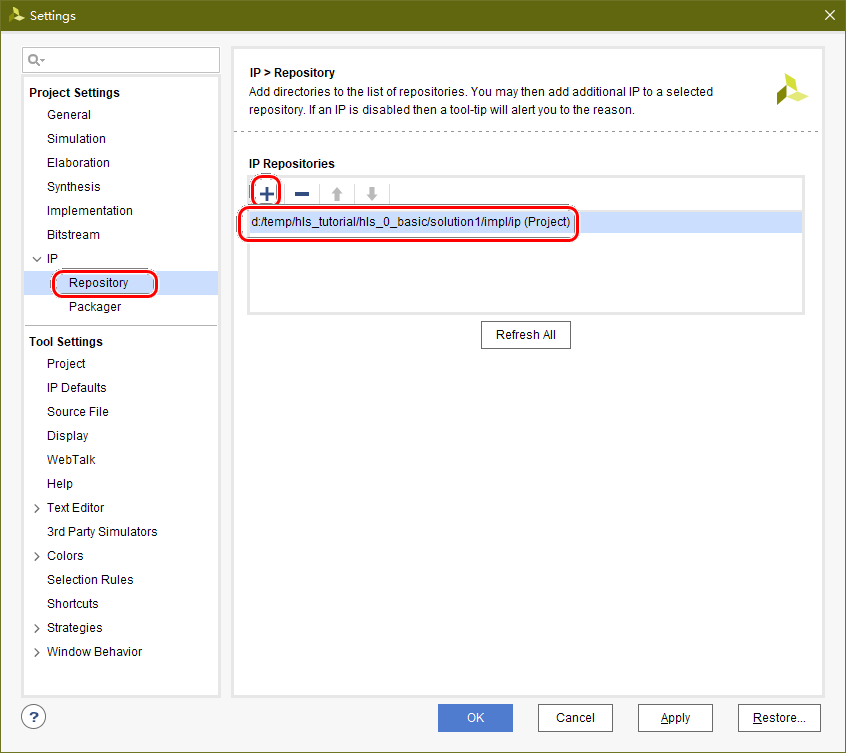 Settings
Project Settings
General
Simulation
Elaboration
Synthesis
Implementation
Bitstream
IP
Repository
Packager
Tool Settings
Project
IP Defaults
Source File
Display
WebTalk
Help
Text Editor
3rd Party Simulators
Colors
Selection Rules
Shortcuts
Strategies
Window Behavior
IP > Repository
Add directories to the list of repositories. You may then add additional IP to a selected
repository. If an IP is disabled then a tool-tip will alert you to the reason.
IP Repositories
d:/temp/hls_tutorial/hls_0_basic/solution1/impl/ip (Project)
Refresh All
?
OK
Cancel
Apply
Restore...